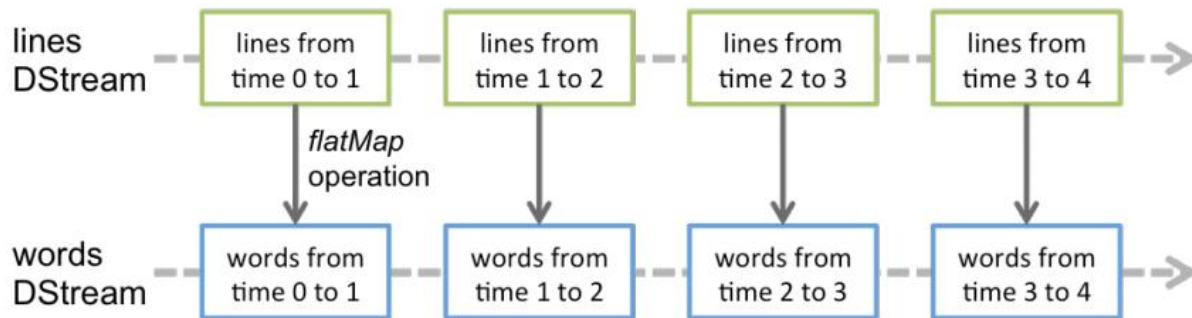 lines
DStream
lines from
time 0 to 1
lines from
time 1 to 2
lines from
time 2 to 3
lines from
time 3 to 4
flatMap
operation
words
DStream
words from
time 0 to 1
words from
time 1 to 2
words from
time 2 to 3
words from
time 3 to 4